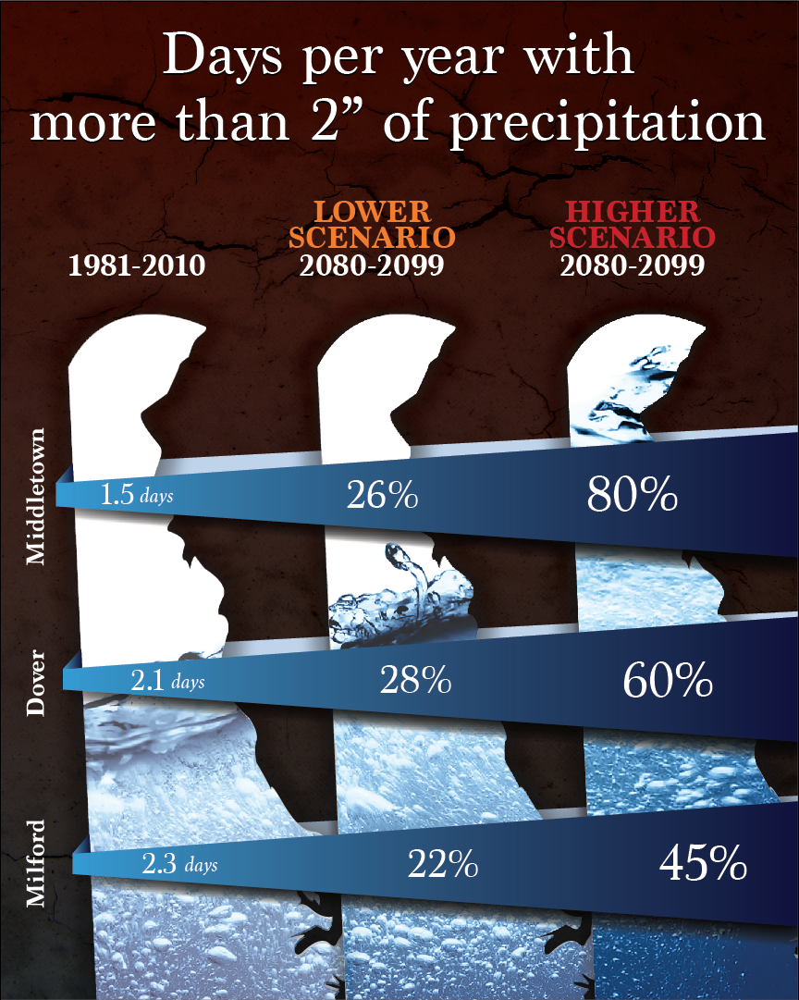 Days per year with
more than 2” of precipitation
1981-2010
LOWER
SCENARIO
2080-2099
HIGHER
SCENARIO
2080-2099
Middletown
1.5 days
26%
80%
Dover
2.1 days
28%
60%
Milford
2.3 days
22%
45%